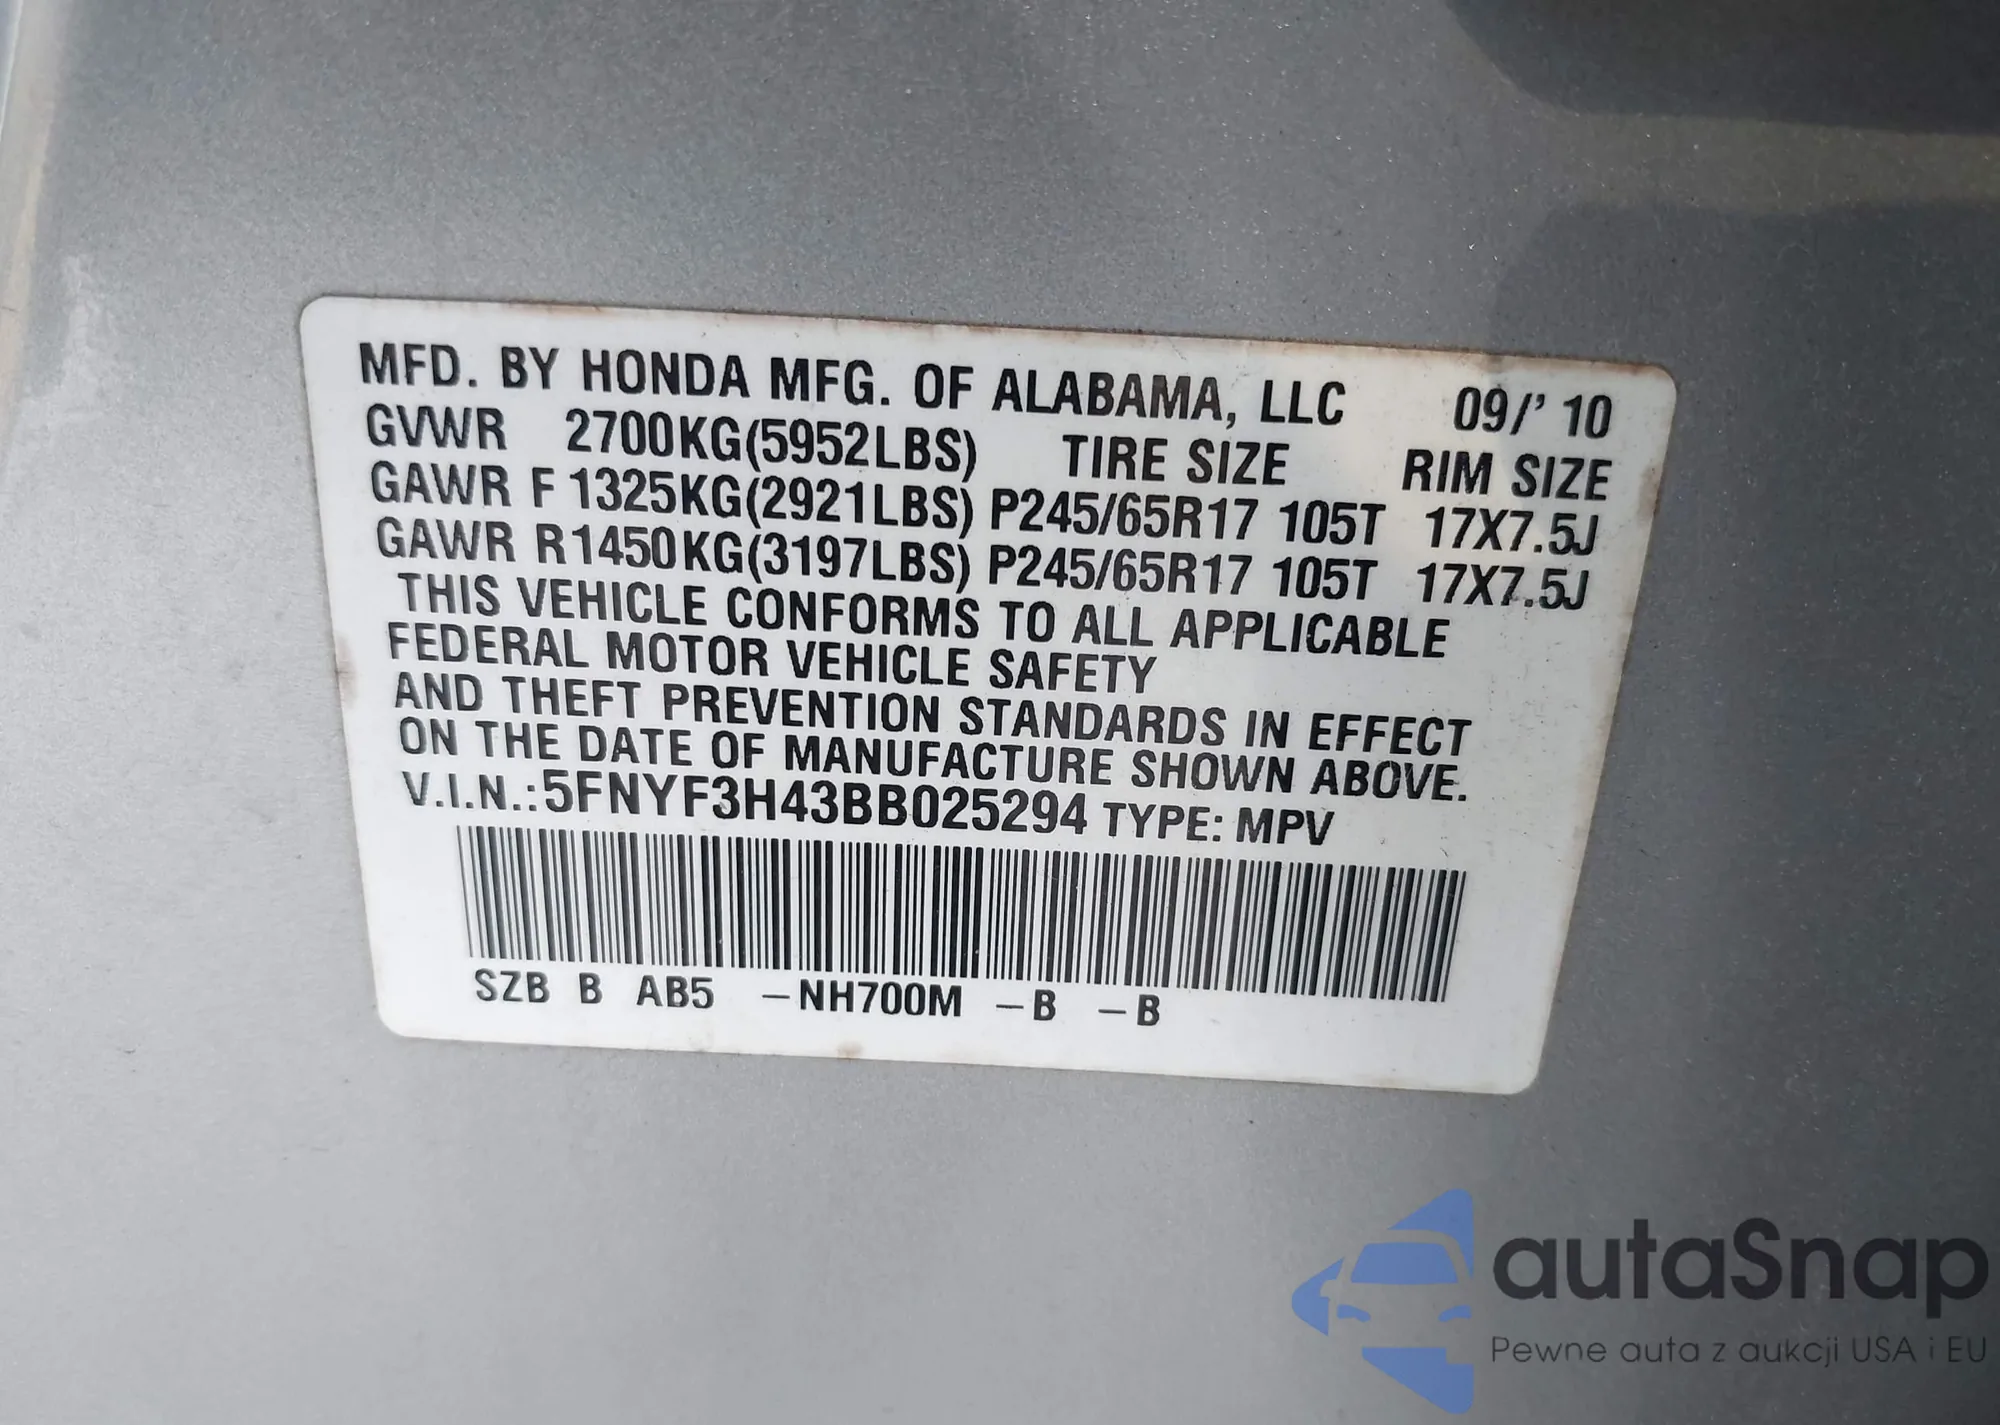 MFD. BY HONDA MFG. OF ALABAMA, LLC 09/' 10
GVWR 2700KG(5952LBS) TIRE SIZE RIM SIZE
GAWR F 1325KG(2921LBS) P245/65R17 105T 17X7.5J
GAWR R1450KG(3197LBS) P245/65R17 105T 17X7.5J
THIS VEHICLE CONFORMS TO ALL APPLICABLE
FEDERAL MOTOR VEHICLE SAFETY
AND THEFT PREVENTION STANDARDS IN EFFECT
ON THE DATE OF MANUFACTURE SHOWN ABOVE.
V.I.N.:5FNYF3H43BB025294 TYPE: MPV
SZB B AB5 –NH700M –B –B
autaSnap
Pewne auta z aukcji USA i EU